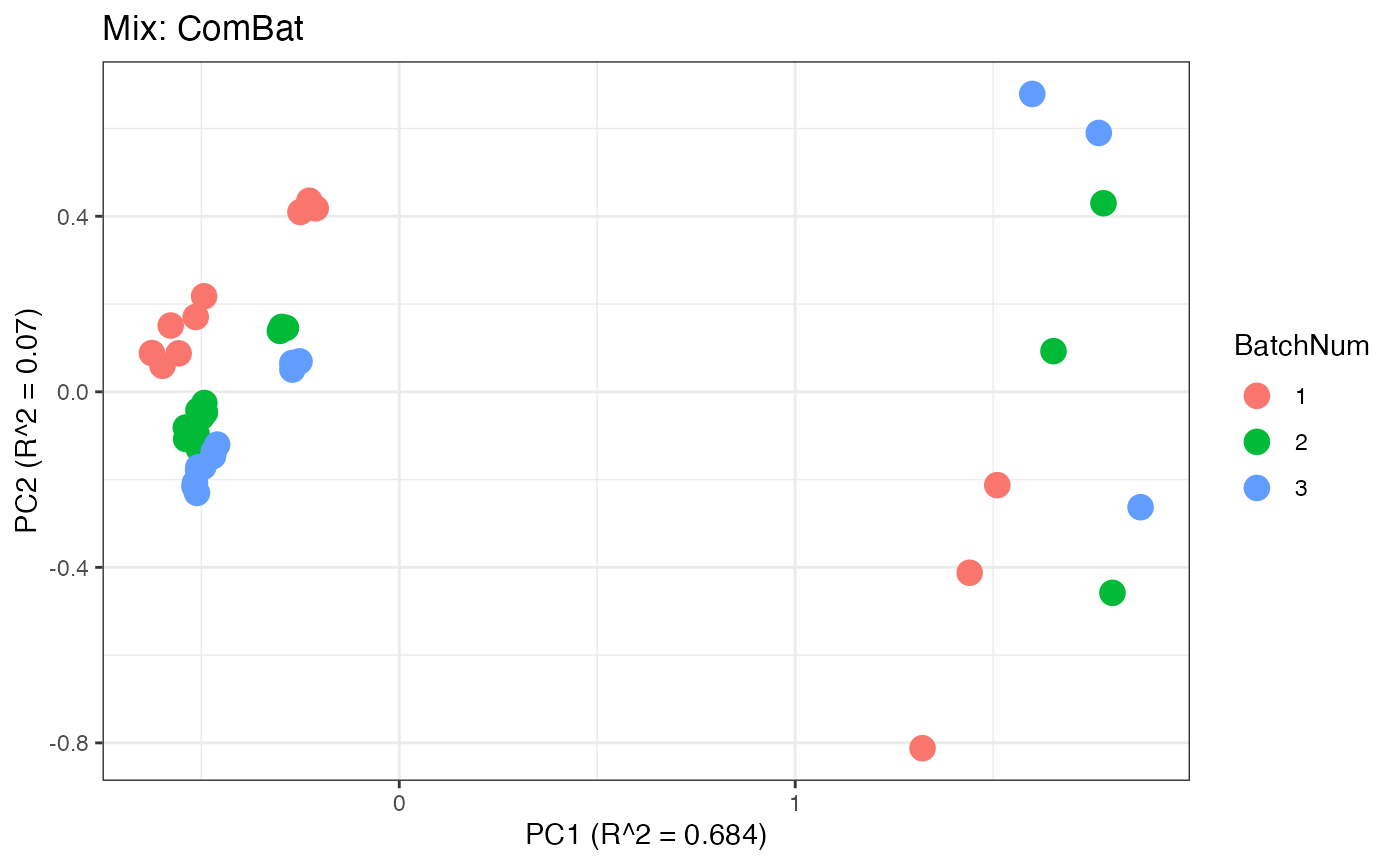 Mix: ComBat
PC2 (R^2 = 0.07)
0.4
0.0
-0.4
-0.8
0
1
PC1 (R^2 = 0.684)
BatchNum
1
2
3